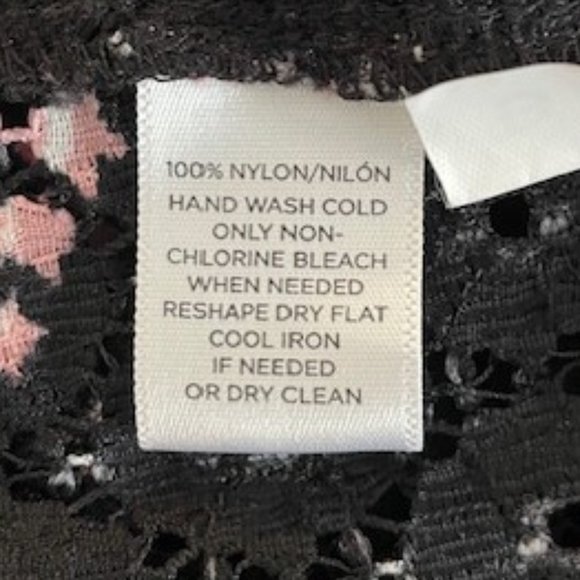 100% NYLON/NILÓN
HAND WASH COLD
ONLY NON-
CHLORINE BLEACH
WHEN NEEDED
RESHAPE DRY FLAT
COOL IRON
IF NEEDED
OR DRY CLEAN